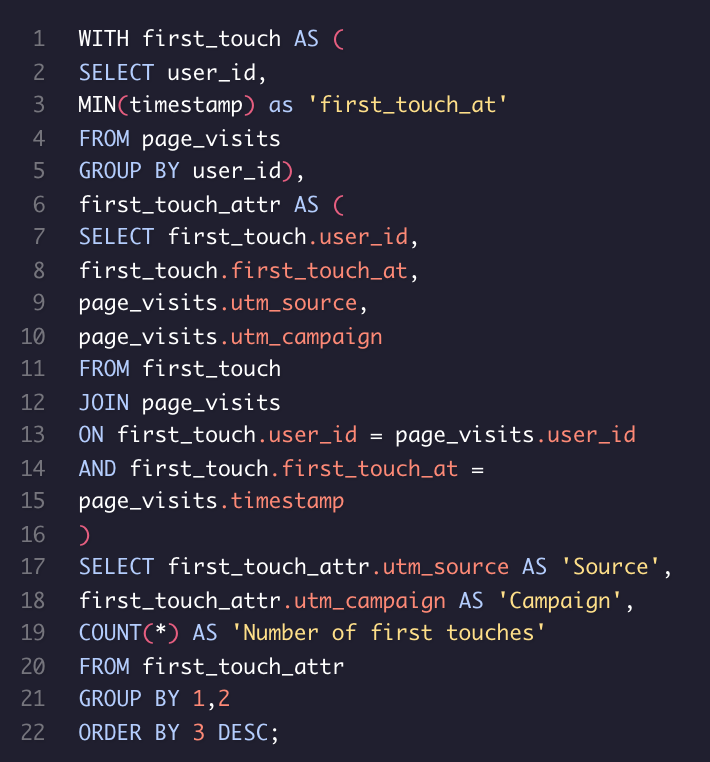 1 WITH first_touch AS (
2 SELECT user_id,
3 MIN(timestamp) as 'first_touch_at'
4 FROM page_visits
5 GROUP BY user_id),
6 first_touch_attr AS (
7 SELECT first_touch.user_id,
8 first_touch.first_touch_at,
9 page_visits.utm_source,
10 page_visits.utm_campaign
11 FROM first_touch
12 JOIN page_visits
13 ON first_touch.user_id = page_visits.user_id
14 AND first_touch.first_touch_at =
15 page_visits.timestamp
16 )
17 SELECT first_touch_attr.utm_source AS 'Source',
18 first_touch_attr.utm_campaign AS 'Campaign',
19 COUNT(*) AS 'Number of first touches'
20 FROM first_touch_attr
21 GROUP BY 1,2
22 ORDER BY 3 DESC;